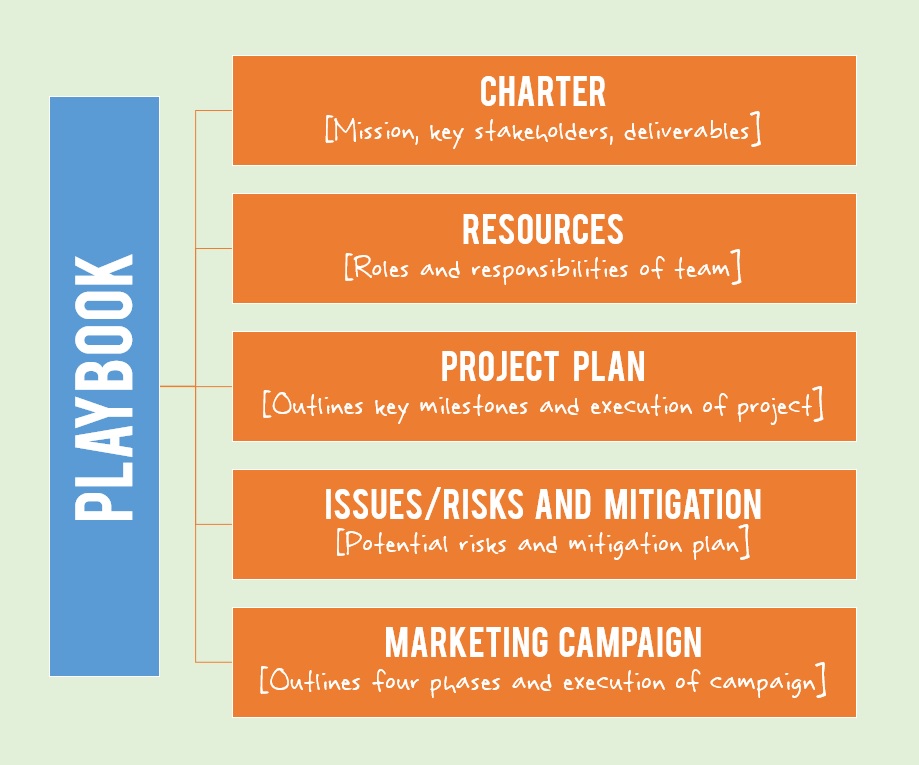 PLAYBOOK
CHARTER
[Mission, key stakeholders, deliverables]
RESOURCES
[Roles and responsibilities of team]
PROJECT PLAN
[Outlines key milestones and execution of project]
ISSUES/RISKS AND MITIGATION
[Potential risks and mitigation plan]
MARKETING CAMPAIGN
[Outlines four phases and execution of campaign]